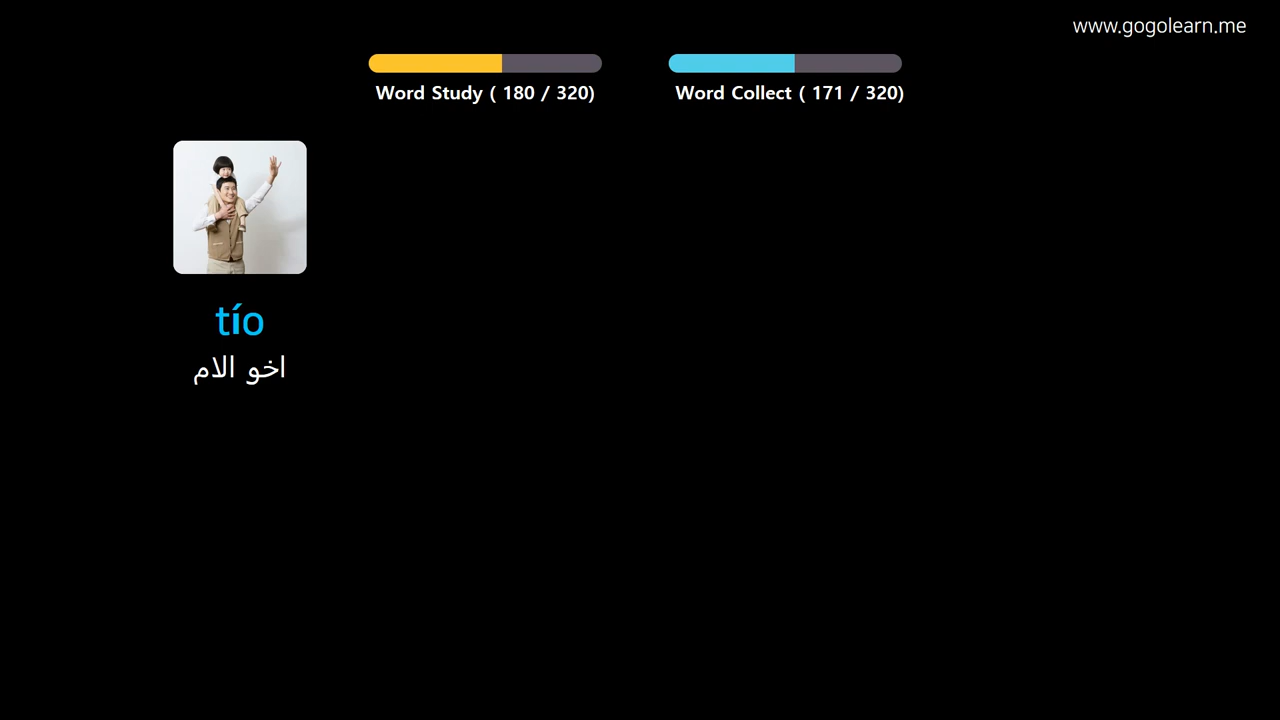 www.gogolearn.me
Word Study ( 180 / 320)
Word Collect ( 171 / 320)
tío
اخو الام